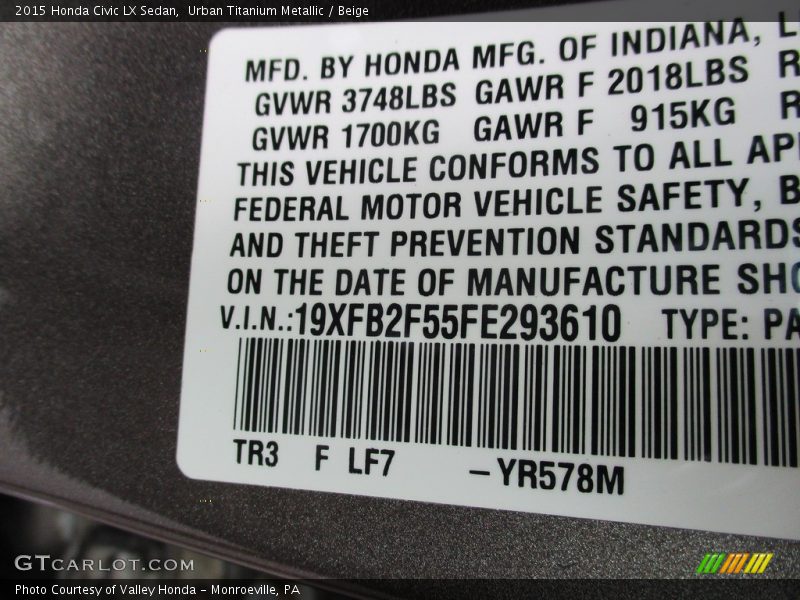 2015 Honda Civic LX Sedan, Urban Titanium Metallic / Beige
MFD. BY HONDA MFG. OF INDIANA, L
GVWR 3748LBS GAWR F 2018LBS R
GVWR 1700KG GAWR F 915KG R
THIS VEHICLE CONFORMS TO ALL AP
FEDERAL MOTOR VEHICLE SAFETY, B
AND THEFT PREVENTION STANDARDS
ON THE DATE OF MANUFACTURE SHO
V.I.N.:19XFB2F55FE293610 TYPE: PA
TR3 F LF7 –YR578M
GTCARLOT.COM
Photo Courtesy of Valley Honda – Monroeville, PA